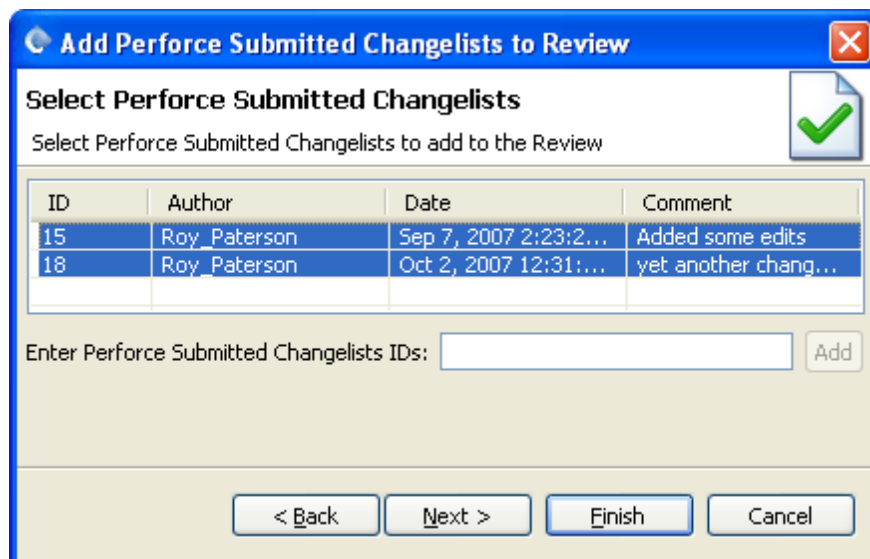 Add Perforce Submitted Changelists to Review
Select Perforce Submitted Changelists
Select Perforce Submitted Changelists to add to the Review
ID Author Date Comment
15 Roy_Paterson Sep 7, 2007 2:23:2... Added some edits
18 Roy_Paterson Oct 2, 2007 12:31:... yet another chang...
Enter Perforce Submitted Changelists IDs: Add
< Back Next > Finish Cancel